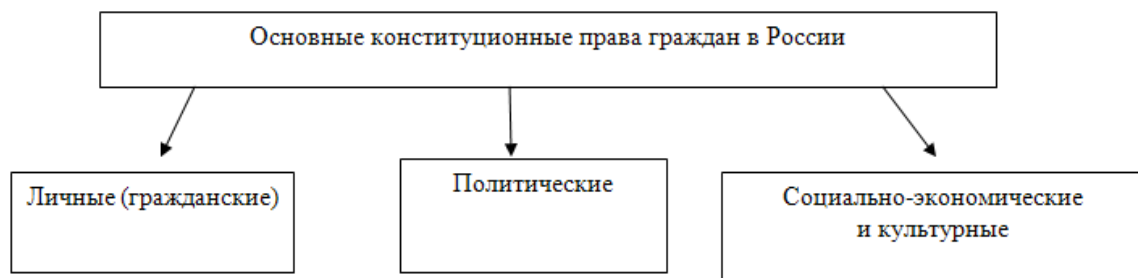 Основные конституционные права граждан в России
Личные (гражданские)
Политические
Социально-экономические
и культурные